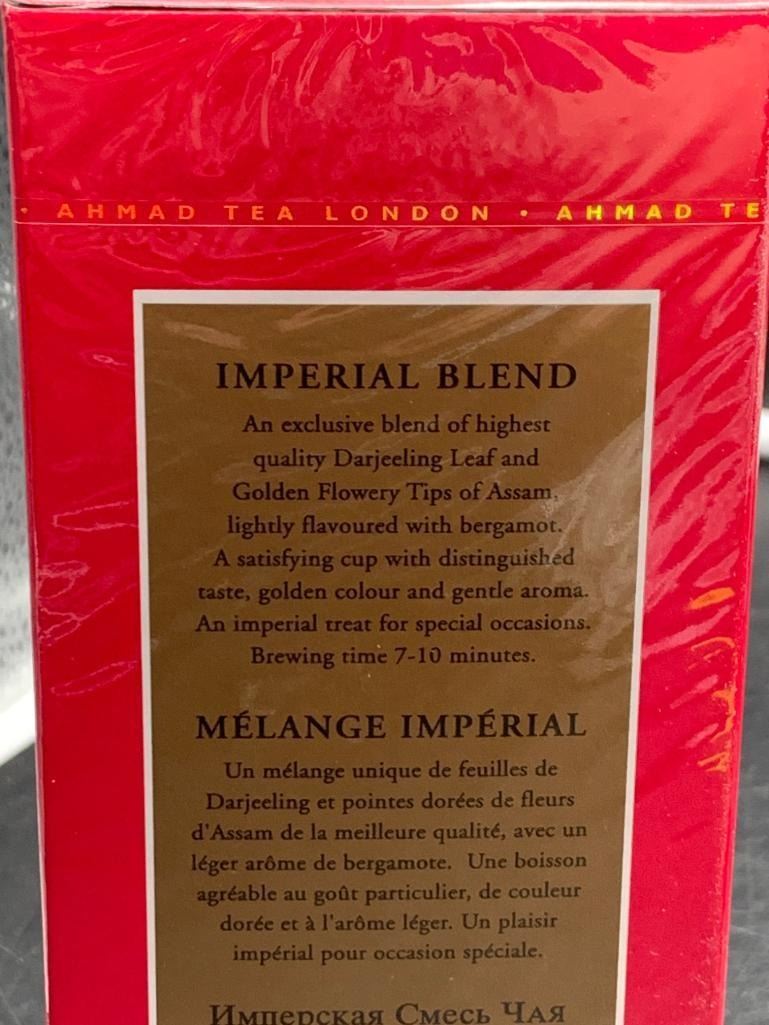 · AHMAD TEA LONDON · AHMAD TE
IMPERIAL BLEND
An exclusive blend of highest
quality Darjeeling Leaf and
Golden Flowery Tips of Assam,
lightly flavoured with bergamot.
A satisfying cup with distinguished
taste, golden colour and gentle aroma.
An imperial treat for special occasions.
Brewing time 7-10 minutes.
MÉLANGE IMPÉRIAL
Un mélange unique de feuilles de
Darjeeling et pointes dorées de fleurs
d'Assam de la meilleure qualité, avec un
léger arôme de bergamote. Une boisson
agréable au goût particulier, de couleur
dorée et à l'arôme léger. Un plaisir
impérial pour occasion spéciale.
Имперская Смесь ЧАЯ